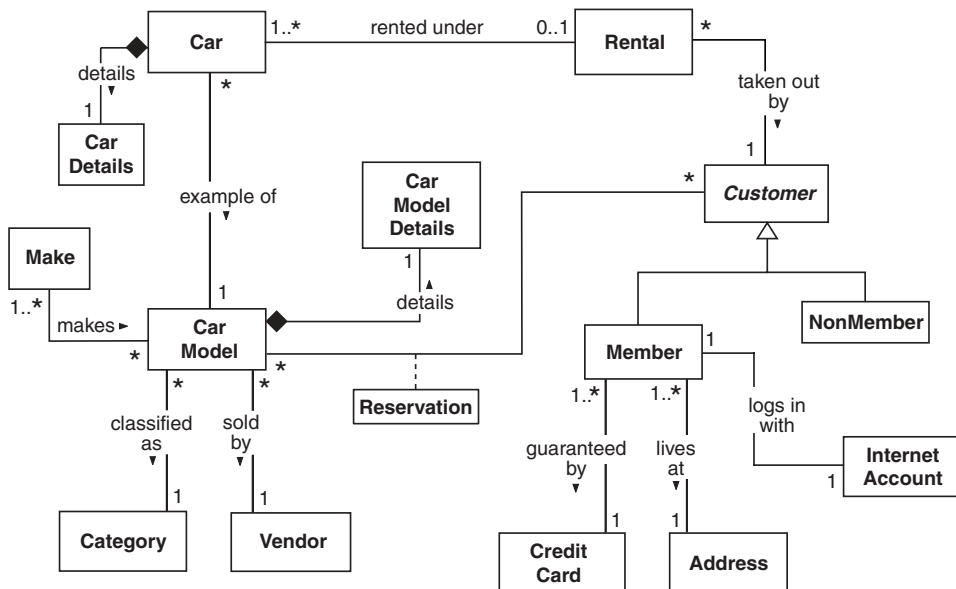 Car
1..*
rented under
0..1
Rental
*
details
*
taken out
by
1
1
Car
Details
Car
Model
Details
*
Customer
example of
Make
1
1..*
1
details
NonMember
makes
Car
Model
Member
1
*
*
*
*
Reservation
1..*
1..*
logs in
with
classified
as
sold
by
guaranteed
by
lives
at
Internet
Account
1
1
1
1
1
Category
Vendor
Credit
Card
Address